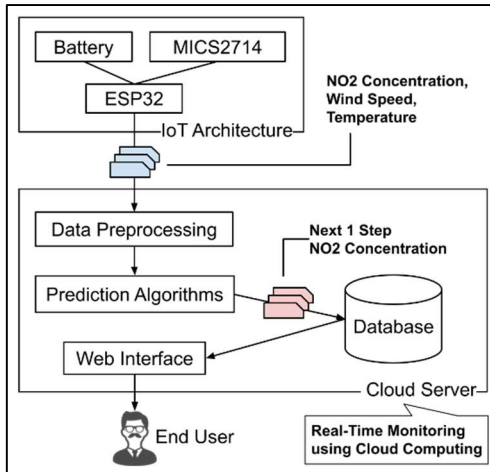 Battery
MICS2714
ESP32
IoT Architecture
NO2 Concentration,
Wind Speed,
Temperature
Data Preprocessing
Next 1 Step
NO2 Concentration
Prediction Algorithms
Database
Web Interface
Cloud Server
End User
Real-Time Monitoring
using Cloud Computing